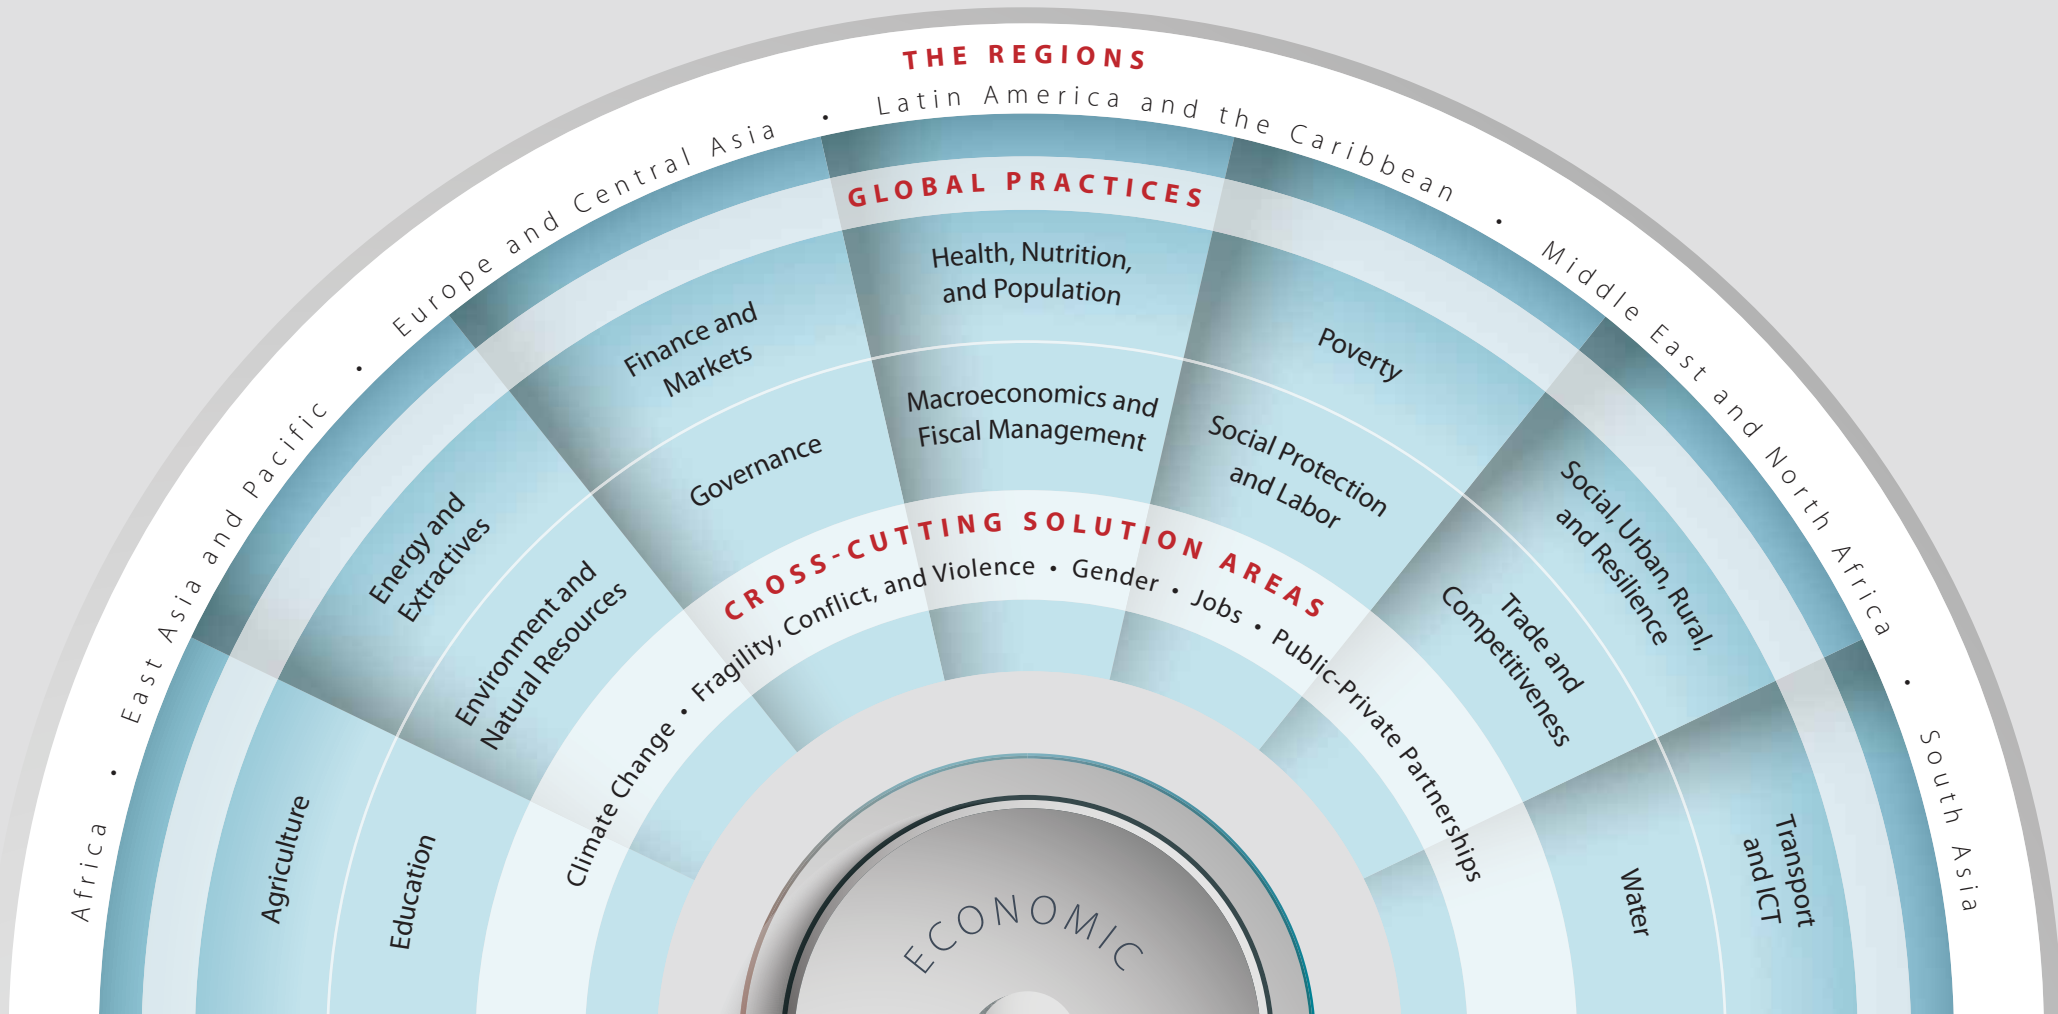 THE REGIONS
Africa • East Asia and Pacific • Europe and Central Asia • Latin America and the Caribbean • Middle East and North Africa • South Asia
GLOBAL PRACTICES
Agriculture
Education
Energy and
Extractives
Environment and
Natural Resources
Finance and
Markets
Governance
Health, Nutrition,
and Population
Macroeconomics and
Fiscal Management
Poverty
Social Protection
and Labor
Social, Urban, Rural,
and Resilience
Trade and
Competitiveness
Transport
and ICT
Water
CROSS-CUTTING SOLUTION AREAS
Climate Change • Fragility, Conflict, and Violence • Gender • Jobs • Public-Private Partnerships
ECONOMIC